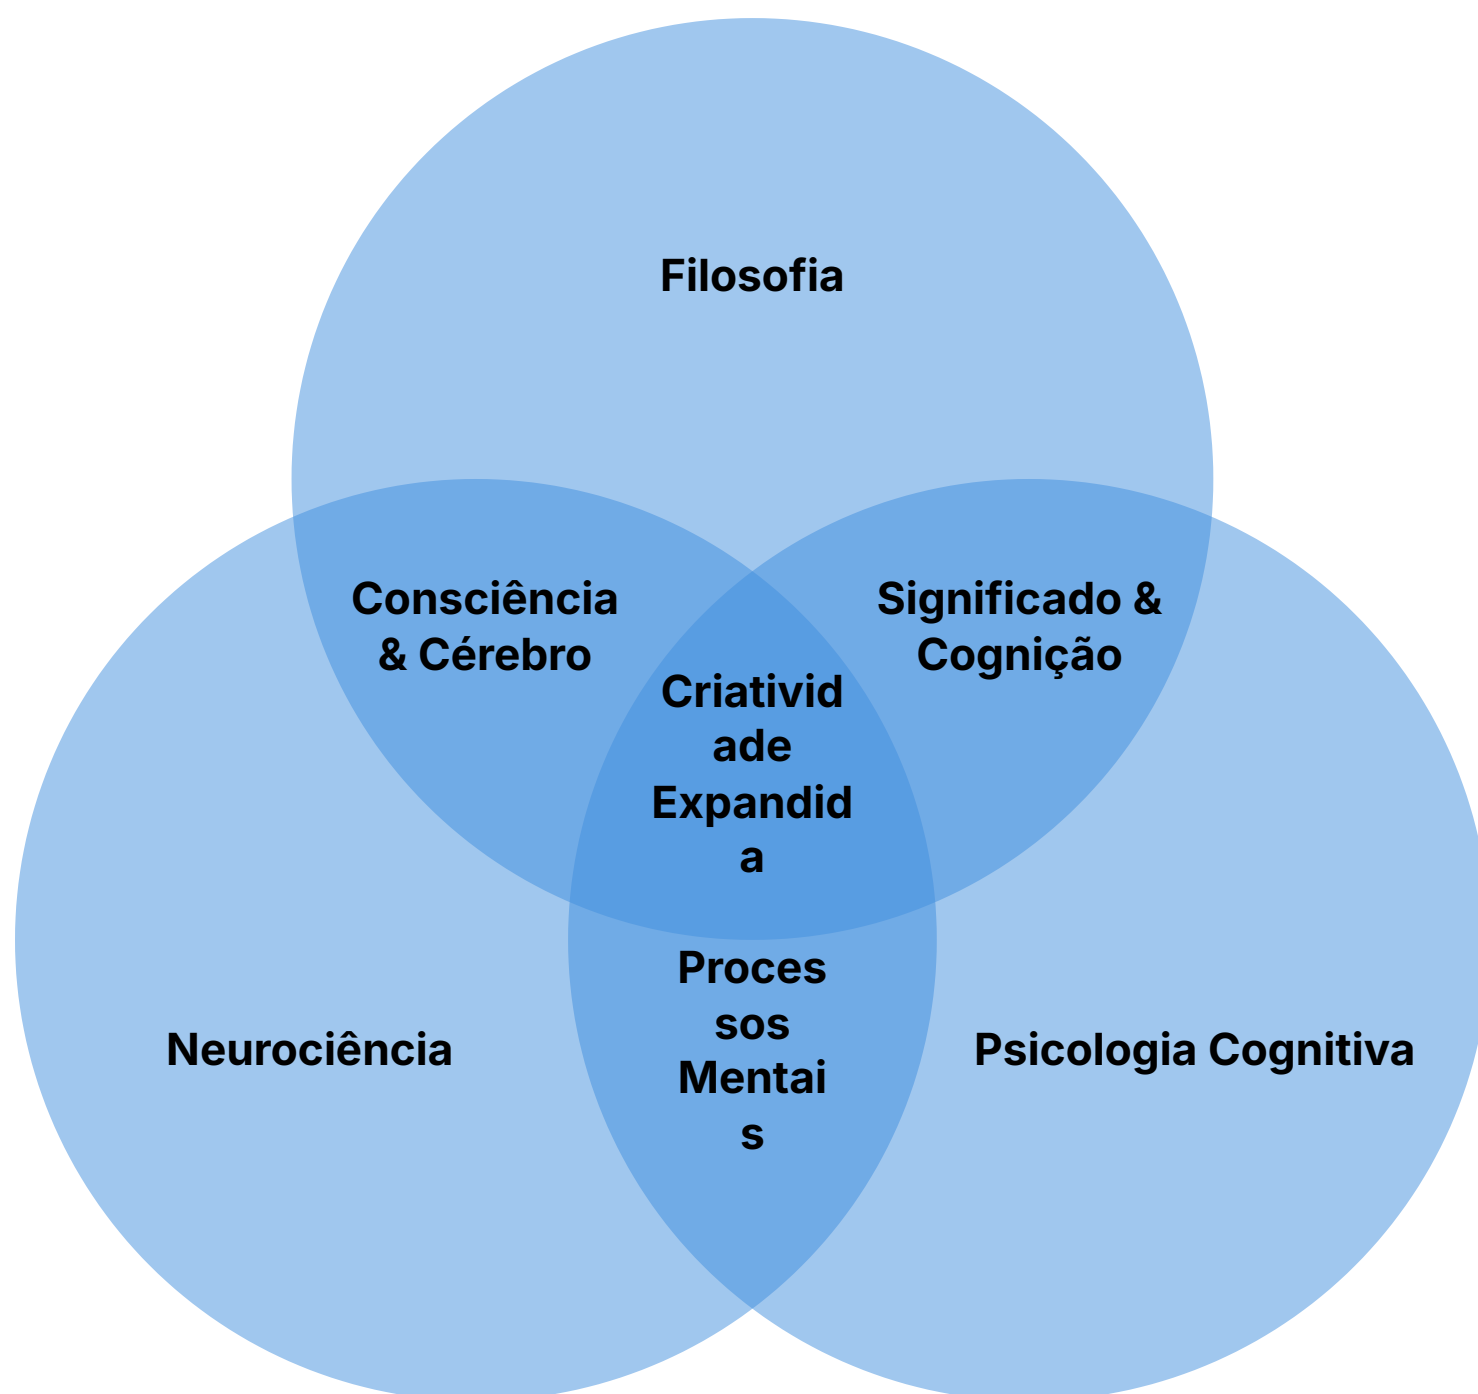 Filosofia
Consciência
& Cérebro
Significado &
Cognição
Criativid
ade
Expandid
a
Proces
sos
Mentai
s
Neurociência
Psicologia Cognitiva